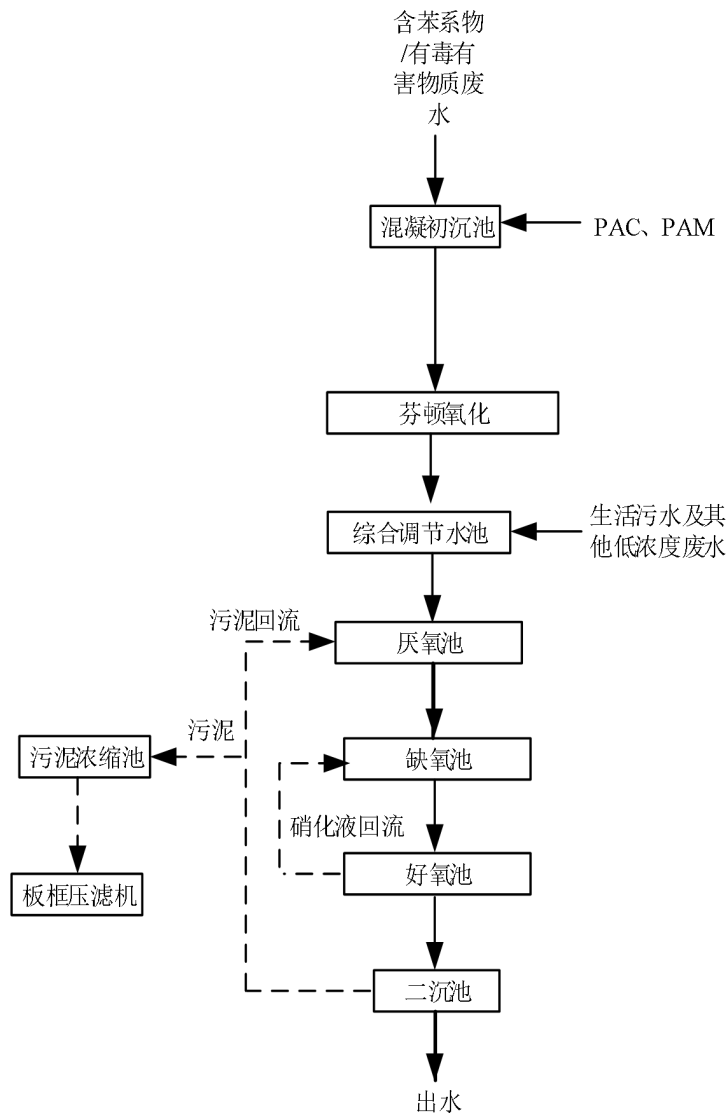 含苯系物
/有毒有
害物质废
水
混凝初沉池
PAC、PAM
芬顿氧化
综合调节水池
生活污水及其
他低浓度废水
污泥回流
厌氧池
污泥
污泥浓缩池
缺氧池
硝化液回流
好氧池
板框压滤机
二沉池
出水